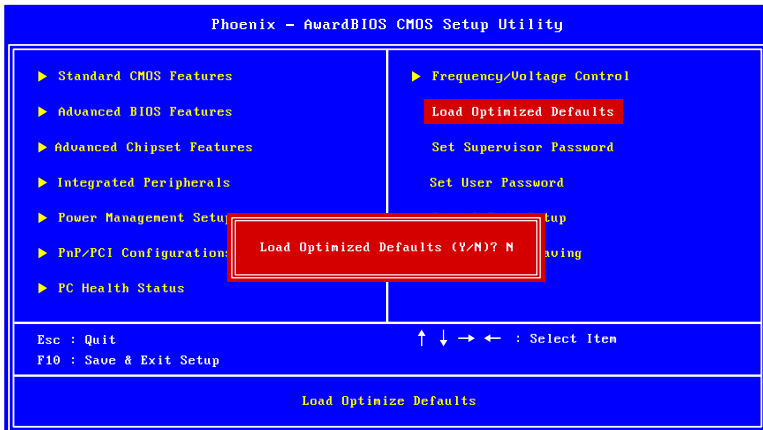 Phoenix - AwardBIOS CMOS Setup Utility
▶ Standard CMOS Features
▶ Advanced BIOS Features
▶ Advanced Chipset Features
▶ Integrated Peripherals
▶ Power Management Setup
▶ PnP/PCI Configurations
▶ PC Health Status
▶ Frequency/Voltage Control
Load Optimized Defaults
Set Supervisor Password
Set User Password
tup
aving
Load Optimized Defaults (Y/N)? N
Esc : Quit
F10 : Save & Exit Setup
↑ ↓ → ← : Select Item
Load Optimize Defaults